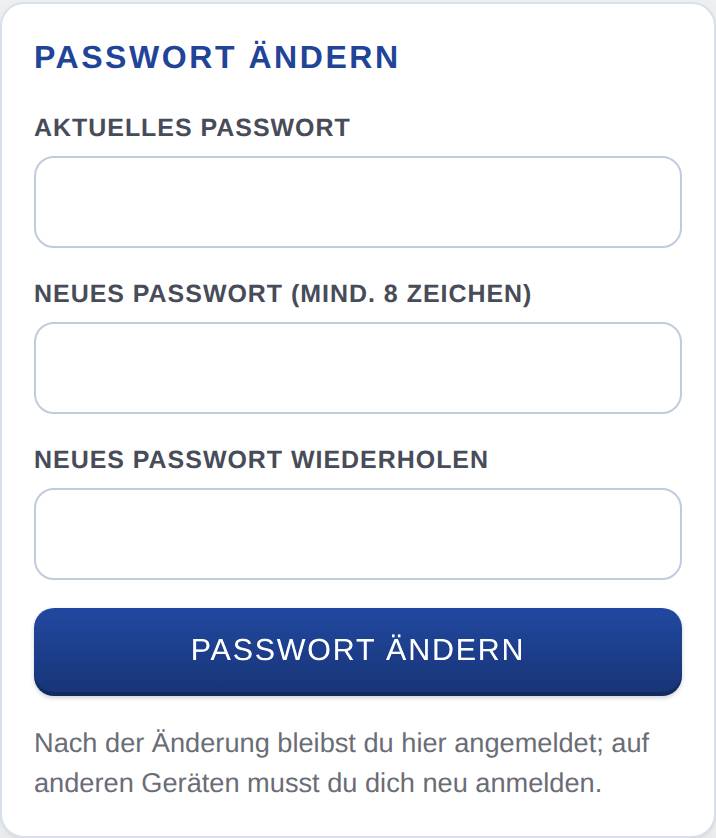 PASSWORT ÄNDERN
AKTUELLES PASSWORT
NEUES PASSWORT (MIND. 8 ZEICHEN)
NEUES PASSWORT WIEDERHOLEN
PASSWORT ÄNDERN
Nach der Änderung bleibst du hier angemeldet; auf
anderen Geräten musst du dich neu anmelden.